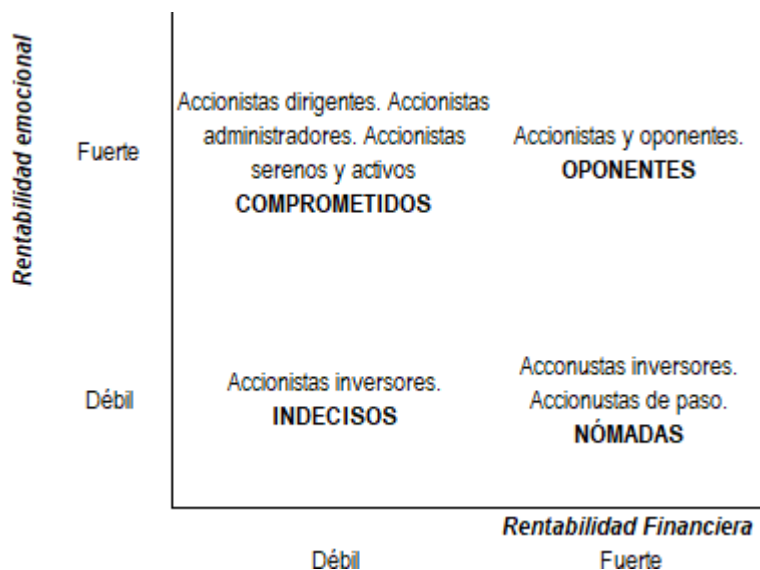 Rentabilidad emocional
Fuerte
Accionistas dirigentes. Accionistas
administradores. Accionistas
serenos y activos
COMPROMETIDOS
Accionistas y oponentes.
OPONENTES
Débil
Accionistas inversores.
INDECISOS
Acconustas inversores.
Accionustas de paso.
NÓMADAS
Rentabilidad Financiera
Débil
Fuerte